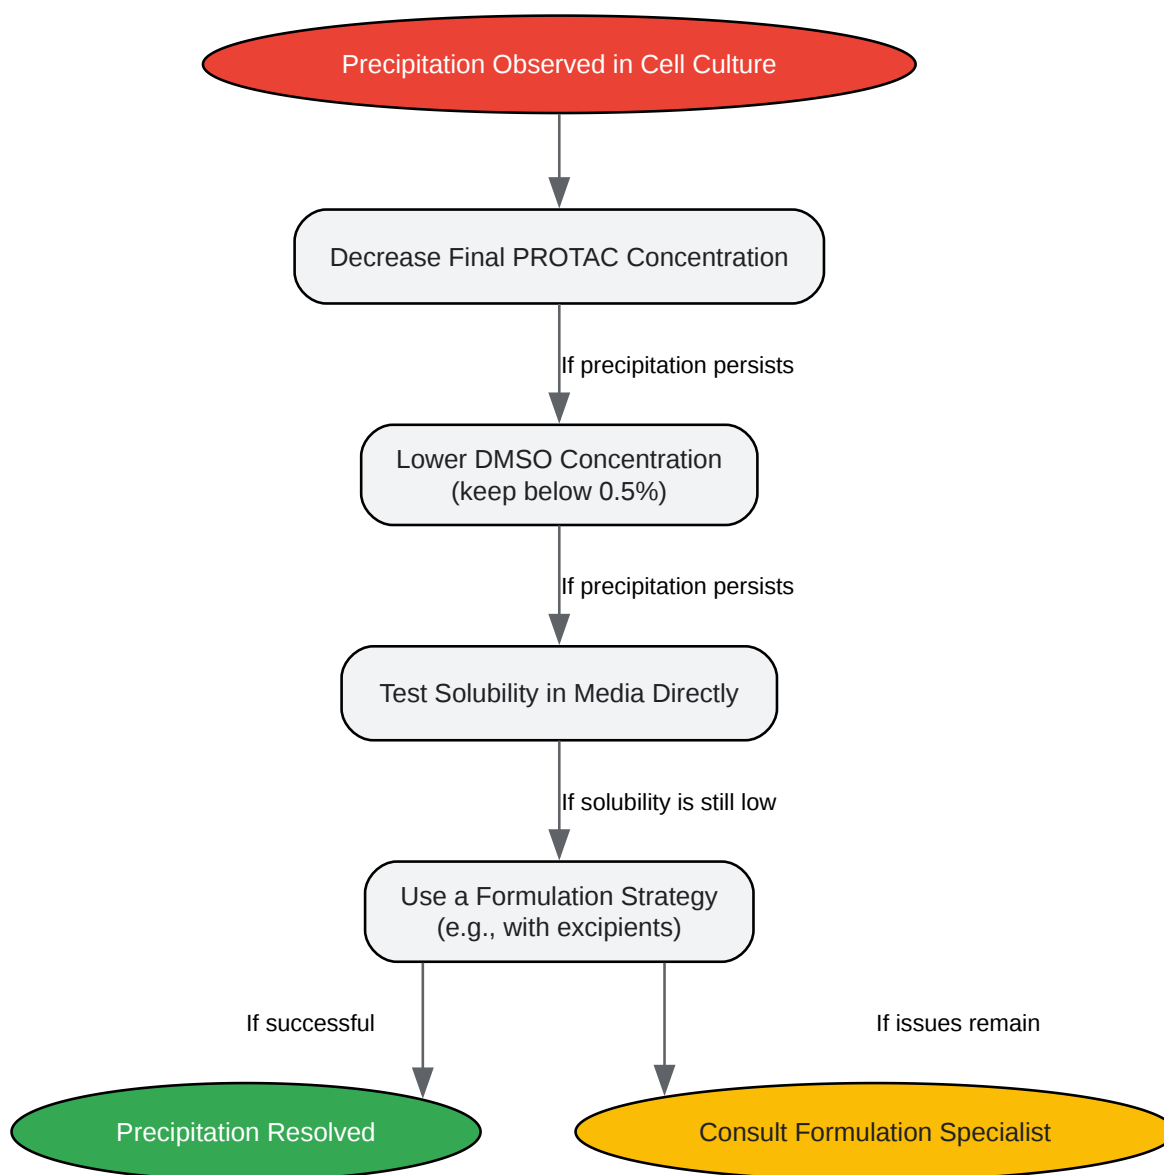 Precipitation Observed in Cell Culture
Decrease Final PROTAC Concentration
If precipitation persists
Lower DMSO Concentration
(keep below 0.5%)
If precipitation persists
Test Solubility in Media Directly
If solubility is still low
Use a Formulation Strategy
(e.g., with excipients)
If successful
If issues remain
Precipitation Resolved
Consult Formulation Specialist